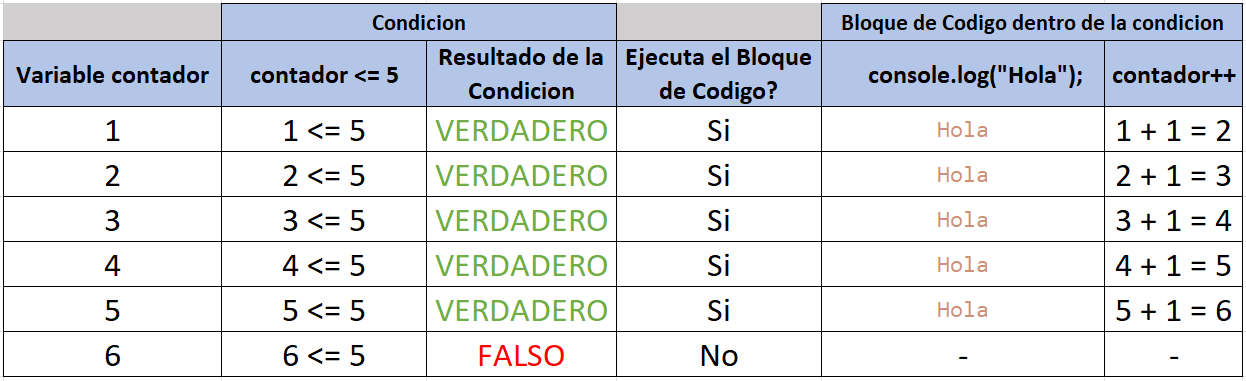 Condicion Bloque de Codigo dentro de la condicion
Variable contador contador <= 5 Resultado de la Condicion Ejecuta el Bloque de Codigo? console.log("Hola"); contador++
1 1 <= 5 VERDADERO Si Hola 1 + 1 = 2
2 2 <= 5 VERDADERO Si Hola 2 + 1 = 3
3 3 <= 5 VERDADERO Si Hola 3 + 1 = 4
4 4 <= 5 VERDADERO Si Hola 4 + 1 = 5
5 5 <= 5 VERDADERO Si Hola 5 + 1 = 6
6 6 <= 5 FALSO No - -